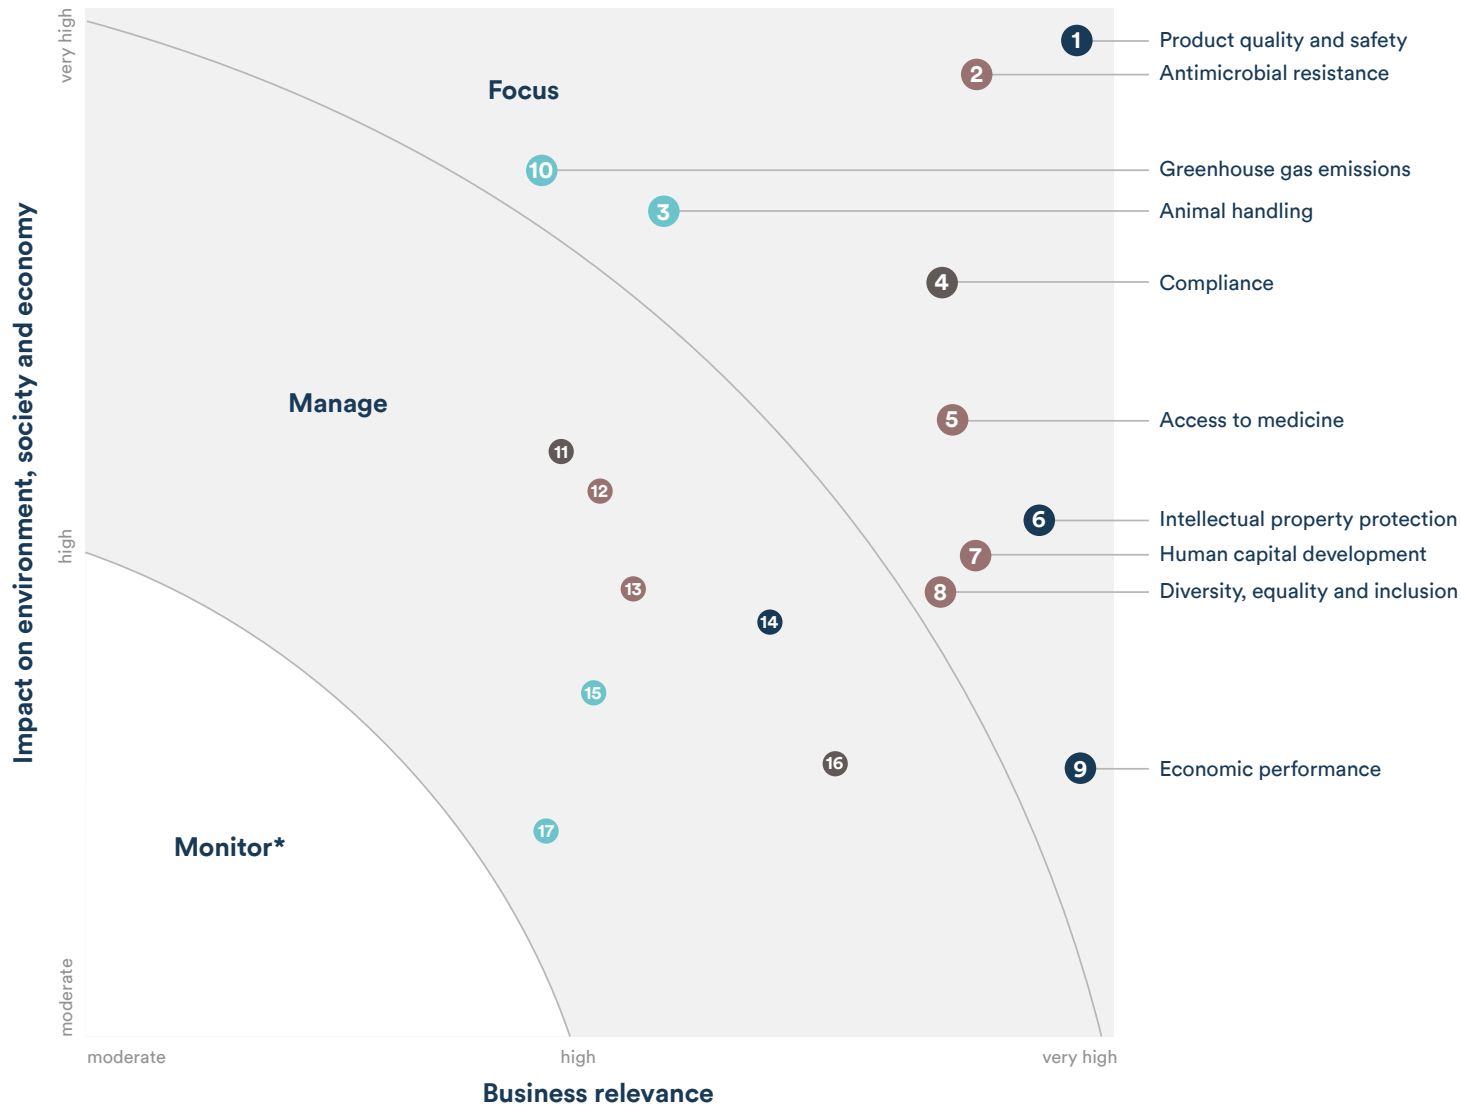 very high
1
Product quality and safety
2
Antimicrobial resistance
Focus
10
Greenhouse gas emissions
3
Animal handling
4
Compliance
Impact on environment, society and economy
Manage
5
Access to medicine
11
12
6
Intellectual property protection
high
7
Human capital development
13
8
Diversity, equality and inclusion
14
15
16
9
Economic performance
17
Monitor*
moderate
moderate
high
very high
Business relevance